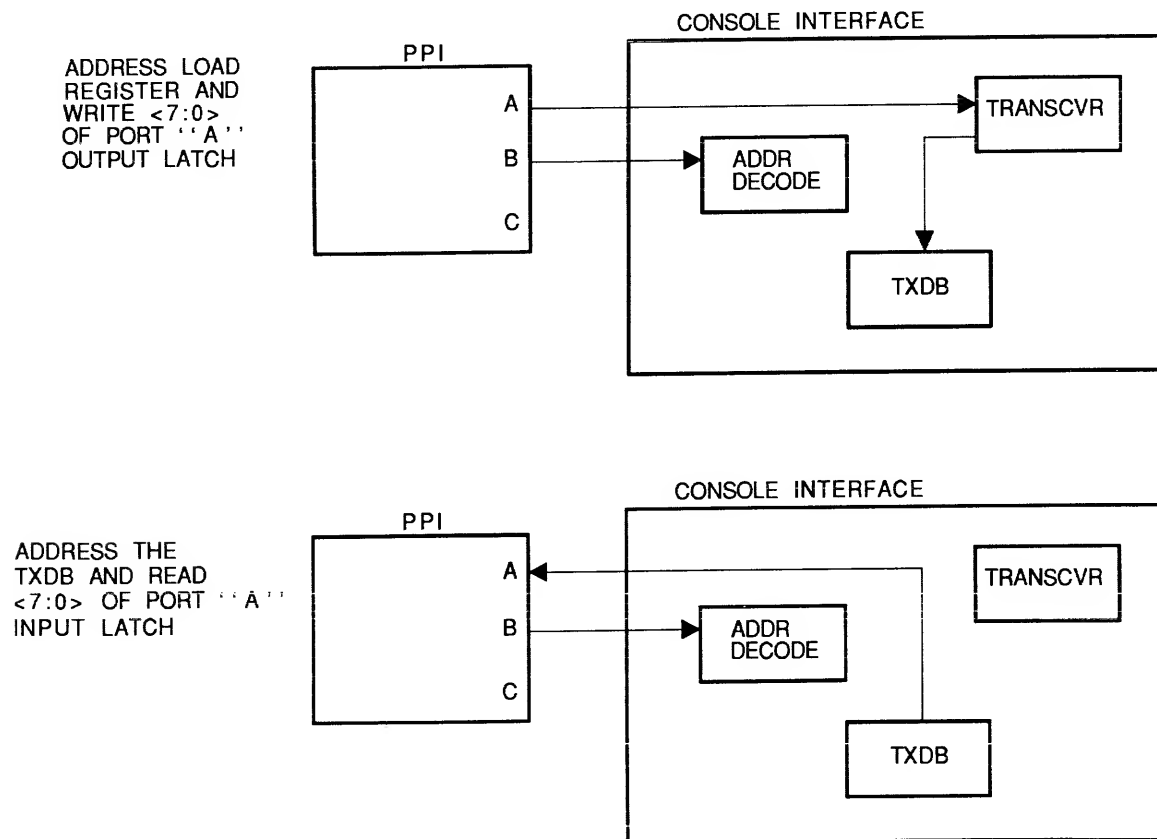 CONSOLE INTERFACE
PPI
ADDRESS LOAD
REGISTER AND
WRITE <7:0>
OF PORT ‘‘A’’
OUTPUT LATCH
A
B
C
TRANSCVR
ADDR
DECODE
TXDB
CONSOLE INTERFACE
PPI
ADDRESS THE
TXDB AND READ
<7:0> OF PORT ‘‘A’’
INPUT LATCH
A
B
C
TRANSCVR
ADDR
DECODE
TXDB